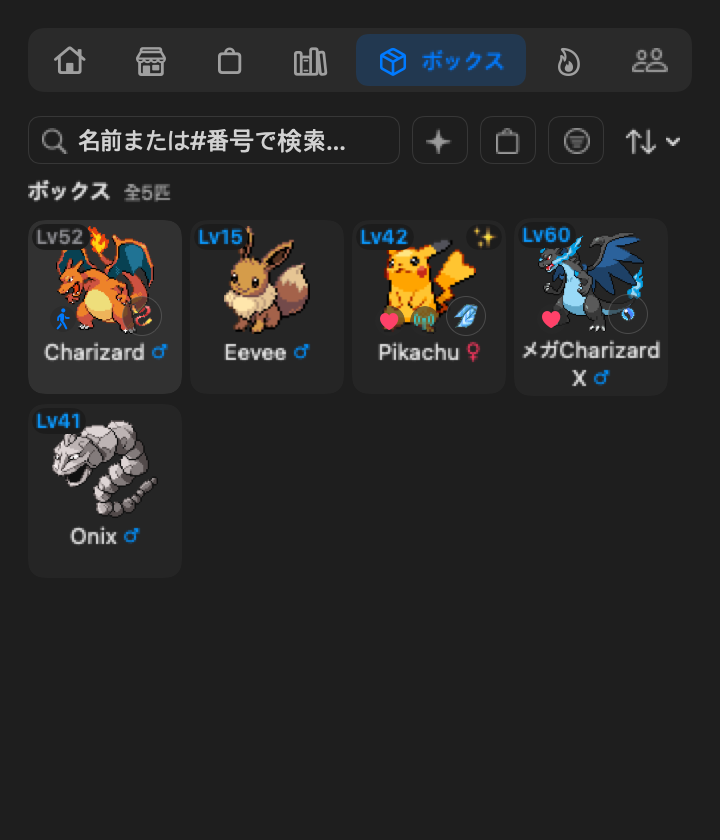 ボックス
名前または#番号で検索...
ボックス 全5匹
Lv52
Charizard ♂
Lv15
Eevee ♂
Lv42
Pikachu ♀
Lv60
メガCharizard
X ♂
Lv41
Onix ♂